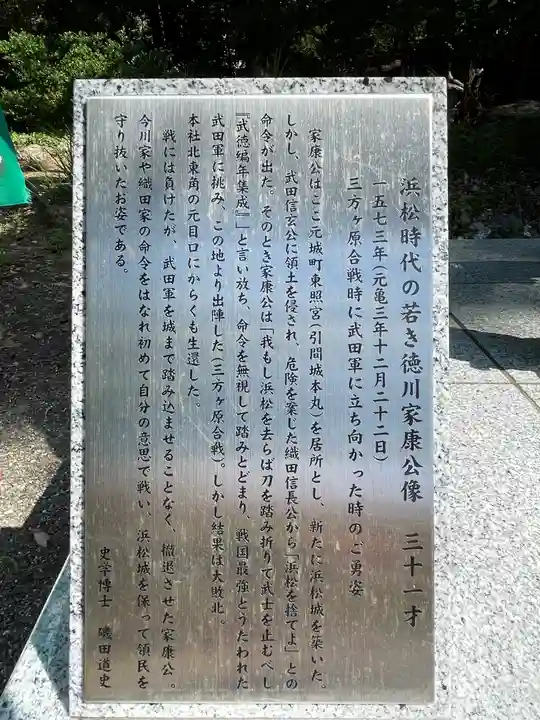 浜松時代の若き徳川家康公像　三十一才
一五七三年(元亀三年十二月二十二日)
三方ヶ原合戦時に武田軍に立ち向かった時のご勇姿
家康公はここ元城町東照宮(引間城本丸)を居所とし、新たに浜松城を築いた。
しかし、武田信玄公に領土を侵され、危険を案じた織田信長公から「浜松を捨てよ」との
命令が出た。そのとき家康公は「我もし浜松を去らば刀を踏み折りて武士を止むべし
『武徳編年集成』」と言い放ち、命令を無視して踏みとどまり、戦国最強とうたわれた
武田軍に挑み、この地より出陣した(三方ヶ原合戦)。しかし結果は大敗北。
本社北東角の元目口にからくも生還した。
戦には負けたが、武田軍を城まで踏み込ませることなく、撤退させた家康公。
今川家や織田家の命令をはなれ初めて自分の意思で戦い、浜松城を保って領民を
守り抜いたお姿である。
史学博士　磯田道史